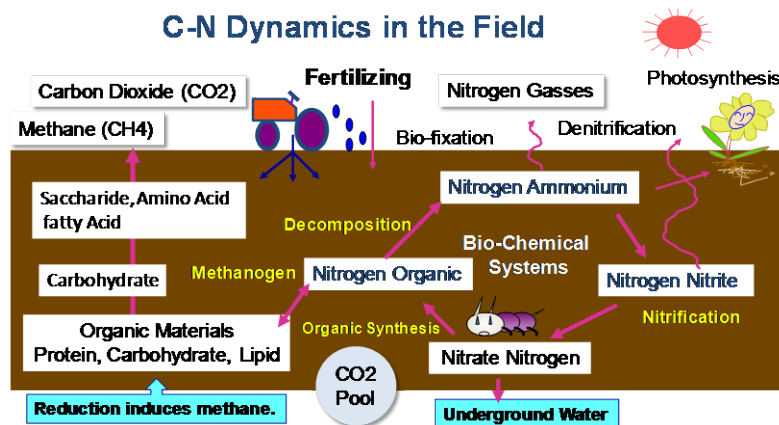 C-N Dynamics in the Field
Carbon Dioxide (CO2)
Fertilizing
Nitrogen Gasses
Photosynthesis
Methane (CH4)
Bio-fixation
Denitrification
Saccharide, Amino Acid
fatty Acid
Nitrogen Ammonium
Decomposition
Carbohydrate
Methanogen
Nitrogen Organic
Bio-Chemical
Systems
Nitrogen Nitrite
Organic Materials
Protein, Carbohydrate, Lipid
Organic Synthesis
Nitrification
Nitrate Nitrogen
CO2
Pool
Reduction induces methane.
Underground Water